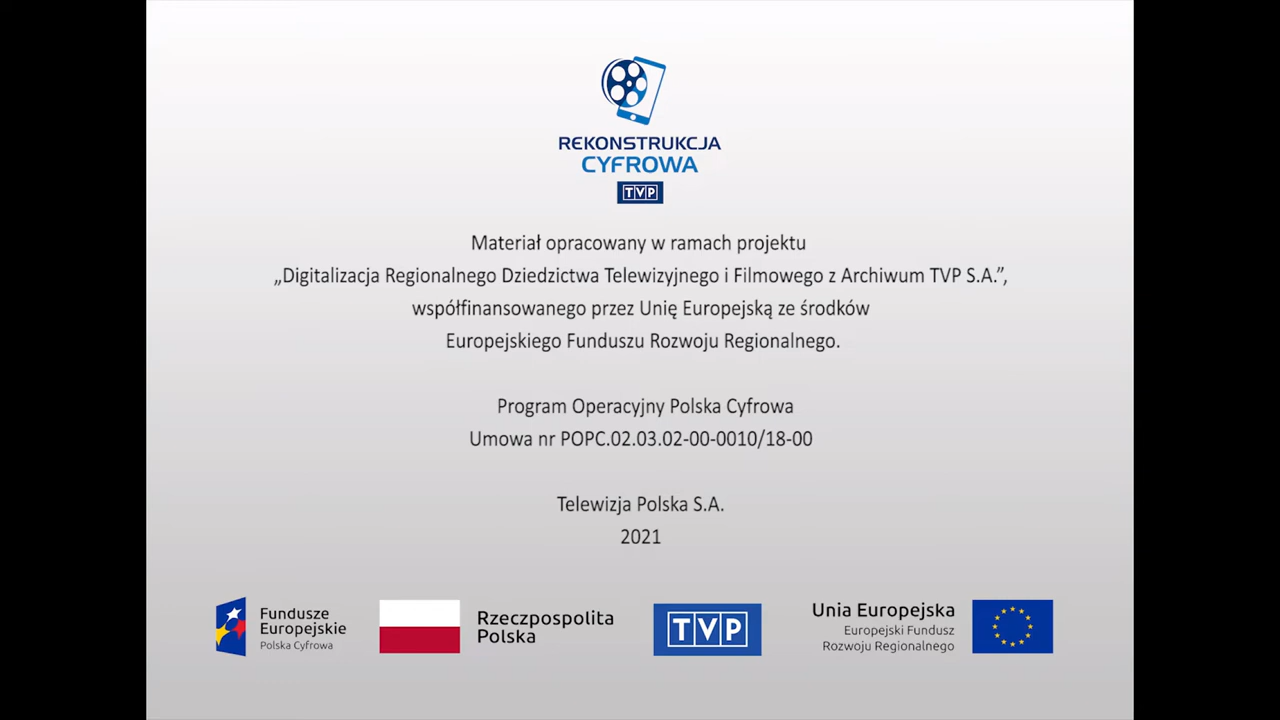 REKONSTRUKCJA
CYFROWA
TVP
Materiał opracowany w ramach projektu
„Digitalizacja Regionalnego Dziedzictwa Telewizyjnego i Filmowego z Archiwum TVP S.A.”,
współfinansowanego przez Unię Europejską ze środków
Europejskiego Funduszu Rozwoju Regionalnego.
Program Operacyjny Polska Cyfrowa
Umowa nr POPC.02.03.02-00-0010/18-00
Telewizja Polska S.A.
2021
Fundusze
Europejskie
Polska Cyfrowa
Rzeczpospolita
Polska
TVP
Unia Europejska
Europejski Fundusz
Rozwoju Regionalnego